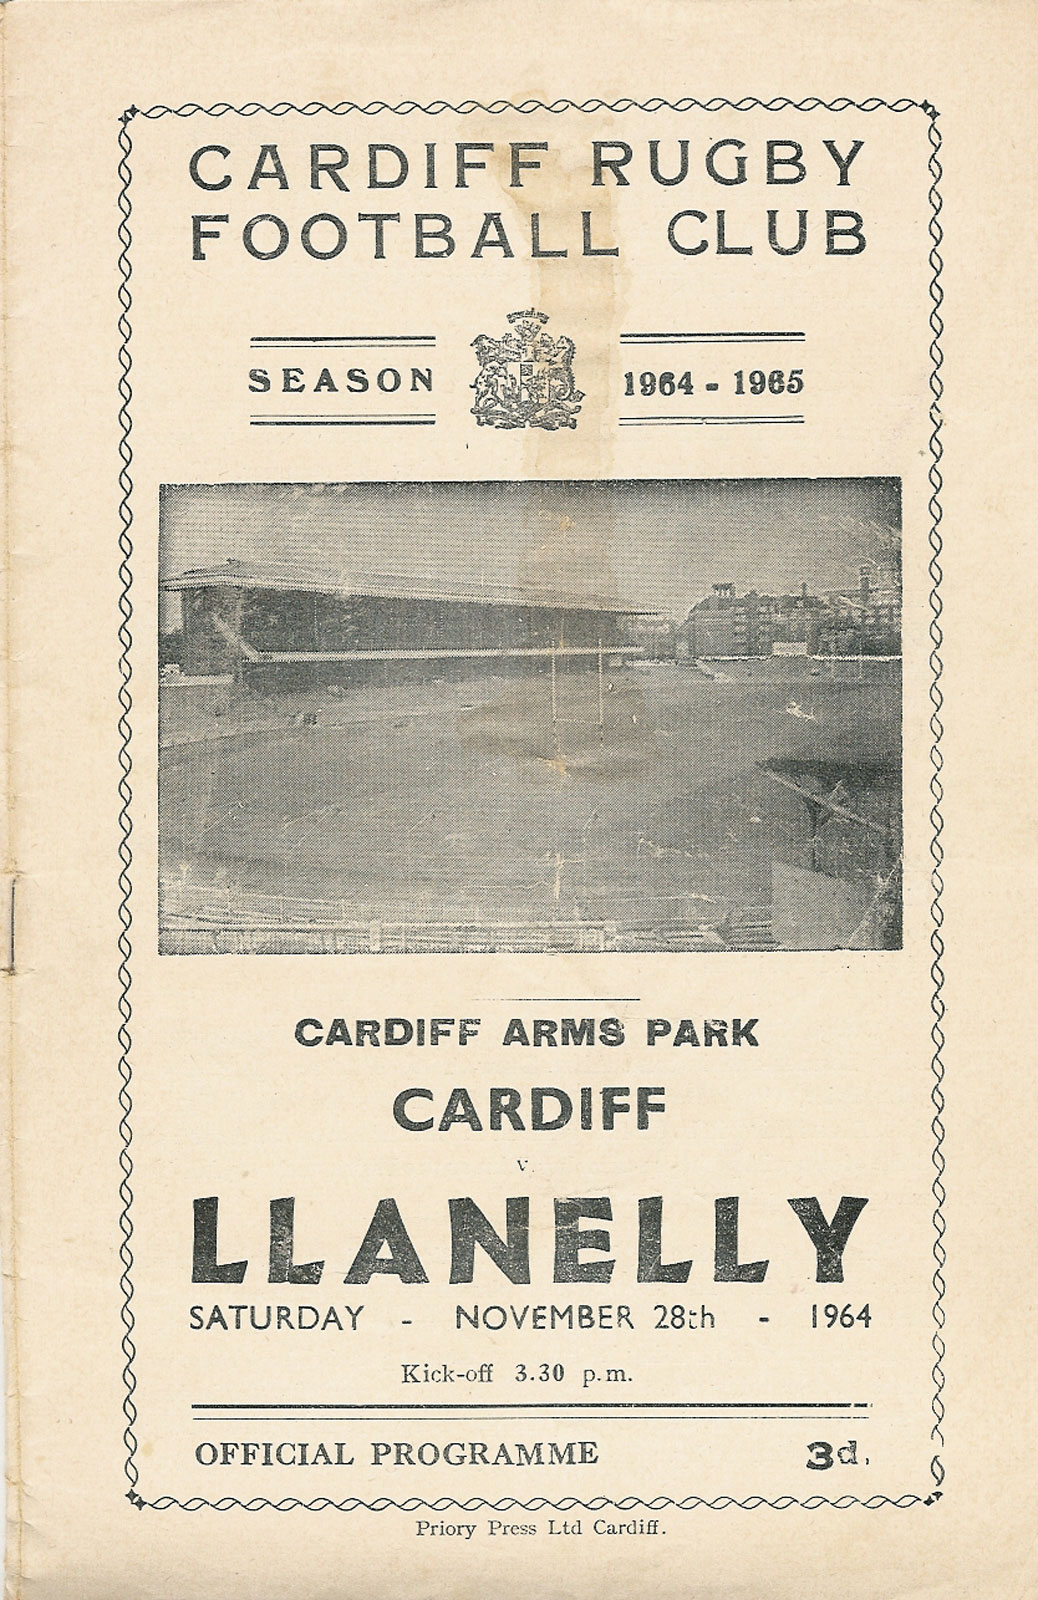 CARDIFF RUGBY
FOOTBALL CLUB
SEASON 1964 - 1965
CARDIFF ARMS PARK
CARDIFF
v.
LLANELLY
SATURDAY - NOVEMBER 28th - 1964
Kick-off 3.30 p.m.
OFFICIAL PROGRAMME 3d.
Priory Press Ltd Cardiff.